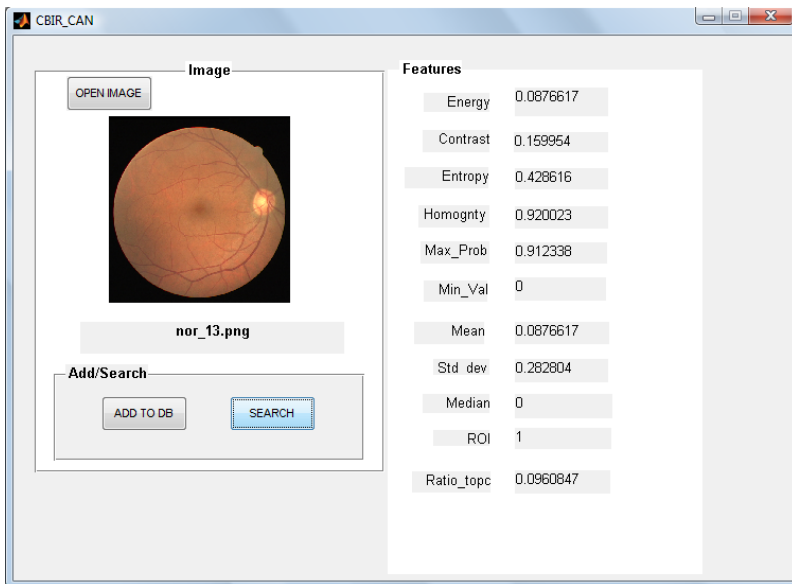 CBIR_CAN
Image
OPEN IMAGE
nor_13.png
Add/Search
ADD TO DB
SEARCH
Features
Energy 0.0876617
Contrast 0.159954
Entropy 0.428616
Homognty 0.920023
Max_Prob 0.912338
Min_Val 0
Mean 0.0876617
Std dev 0.282804
Median 0
ROI 1
Ratio_topc 0.0960847